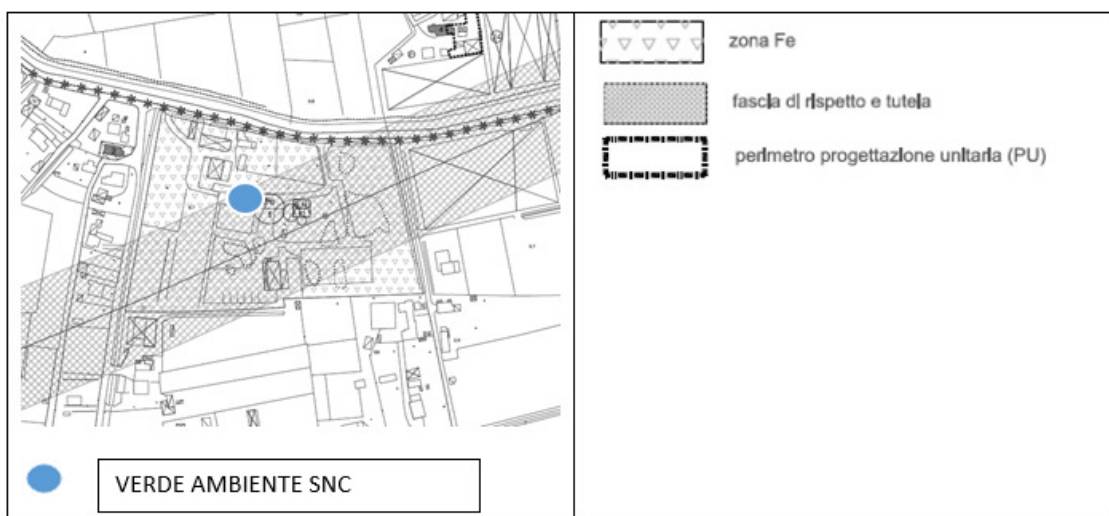 zona Fe
fascia di rispetto e tutela
perimetro progettazione unitaria (PU)
VERDE AMBIENTE SNC